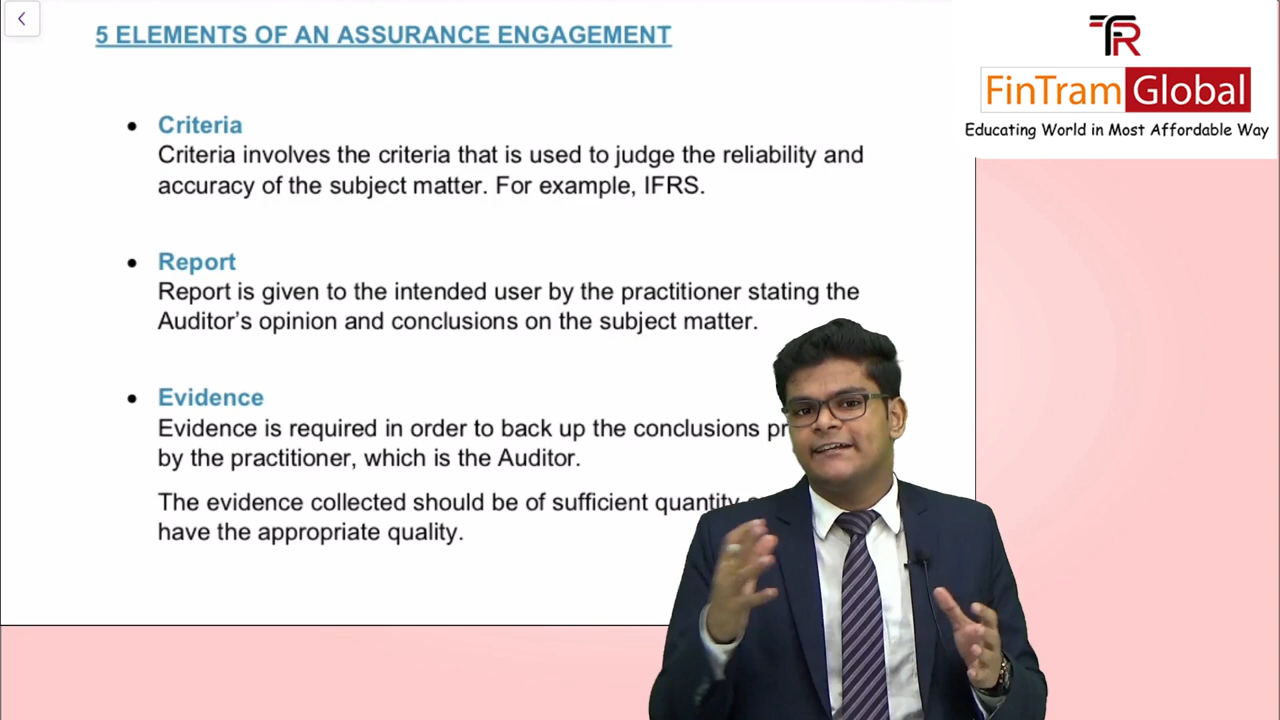 5 ELEMENTS OF AN ASSURANCE ENGAGEMENT
FR
FinTram Global
Educating World in Most Affordable Way
• Criteria
Criteria involves the criteria that is used to judge the reliability and
accuracy of the subject matter. For example, IFRS.
• Report
Report is given to the intended user by the practitioner stating the
Auditor's opinion and conclusions on the subject matter.
• Evidence
Evidence is required in order to back up the conclusions
by the practitioner, which is the Auditor.
The evidence collected should be of sufficient quantity
have the appropriate quality.